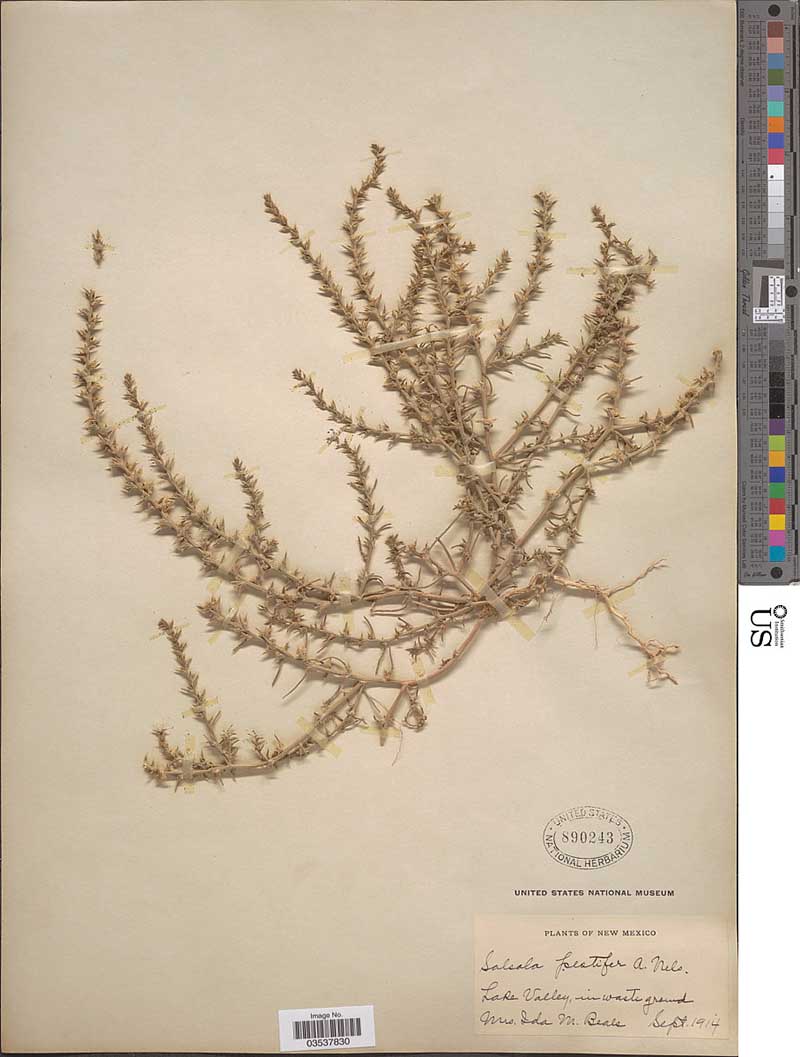 Smithsonian
Institution
US
UNITED STATES
890243
NATIONAL HERBARIUM
UNITED STATES NATIONAL MUSEUM
PLANTS OF NEW MEXICO
Salsola pestifer A. Nels.
Lake Valley, in waste ground
Mrs. Ida M. Beals Sept. 1914
Image No.
03537830